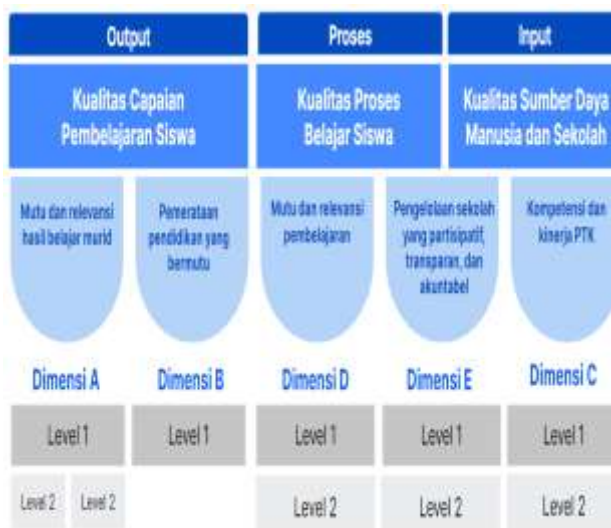 Output
Proses
Input
Kualitas Capaian
Pembelajaran Siswa
Kualitas Proses
Belajar Siswa
Kualitas Sumber Daya
Manusia dan Sekolah
Mutu dan relevansi
hasil belajar murid
Pemerataan
pendidikan yang
bermutu
Mutu dan relevansi
pembelajaran
Pengelolaan sekolah
yang partisipatif,
transparan, dan
akuntabel
Kompetensi dan
kinerja PTK
Dimensi A
Dimensi B
Dimensi D
Dimensi E
Dimensi C
Level 1
Level 1
Level 1
Level 1
Level 1
Level 2
Level 2
Level 2
Level 2
Level 2